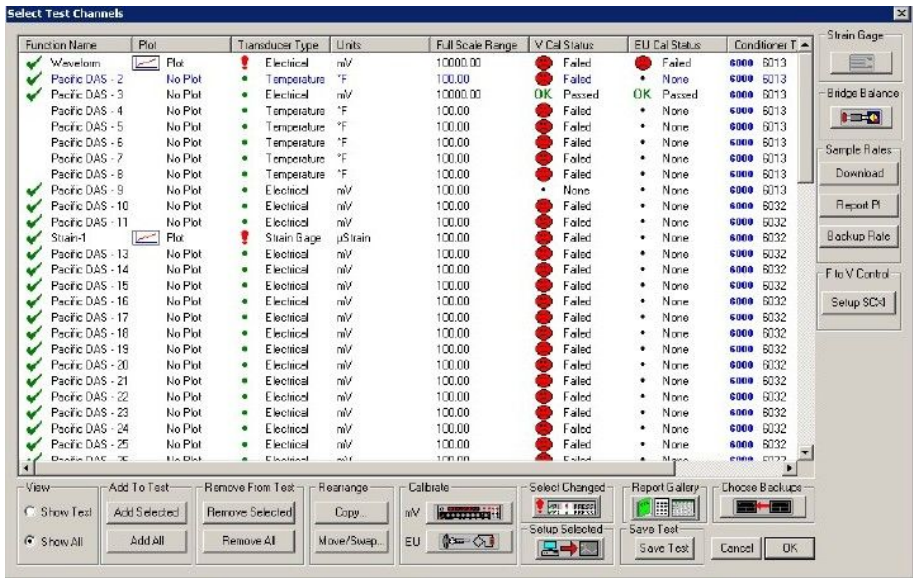 Select Test Channels
Function Name Plot Transducer Type Units Full Scale Range V Cal Status EU Cal Status Conditioner T
Waveform Plot Electrical mV 10000.00 Failed Failed 6000 6013
Pacific DAS - 2 No Plot Temperature °F 100.00 Failed None 6000 6013
Pacific DAS - 3 No Plot Electrical mV 10000.00 OK Passed OK Passed 6000 6013
Pacific DAS - 4 No Plot Temperature °F 100.00 Failed None 6000 6013
Pacific DAS - 5 No Plot Temperature °F 100.00 Failed None 6000 6013
Pacific DAS - 6 No Plot Temperature °F 100.00 Failed None 6000 6013
Pacific DAS - 7 No Plot Temperature °F 100.00 Failed None 6000 6013
Pacific DAS - 8 No Plot Temperature °F 100.00 Failed None 6000 6013
Pacific DAS - 9 No Plot Electrical mV 100.00 None None 6000 6013
Pacific DAS - 10 No Plot Electrical mV 100.00 Failed None 6000 6032
Pacific DAS - 11 No Plot Electrical mV 100.00 Failed None 6000 6032
Strain-1 Plot Strain Gage µStrain 100.00 Failed None 6000 6032
Pacific DAS - 13 No Plot Electrical mV 100.00 Failed None 6000 6032
Pacific DAS - 14 No Plot Electrical mV 100.00 Failed None 6000 6032
Pacific DAS - 15 No Plot Electrical mV 100.00 Failed None 6000 6032
Pacific DAS - 16 No Plot Electrical mV 100.00 Failed None 6000 6032
Pacific DAS - 17 No Plot Electrical mV 100.00 Failed None 6000 6032
Pacific DAS - 18 No Plot Electrical mV 100.00 Failed None 6000 6032
Pacific DAS - 19 No Plot Electrical mV 100.00 Failed None 6000 6032
Pacific DAS - 20 No Plot Electrical mV 100.00 Failed None 6000 6032
Pacific DAS - 21 No Plot Electrical mV 100.00 Failed None 6000 6032
Pacific DAS - 22 No Plot Electrical mV 100.00 Failed None 6000 6032
Pacific DAS - 23 No Plot Electrical mV 100.00 Failed None 6000 6032
Pacific DAS - 24 No Plot Electrical mV 100.00 Failed None 6000 6032
Pacific DAS - 25 No Plot Electrical mV 100.00 Failed None 6000 6032
Strain Gage
Bridge Balance
Sample Rates
Download
Report PI
Backup Rate
F to V Control
Setup SCXI
View Add To Test Remove From Test Rearrange Calibrate Select Changed Report Gallery Choose Backups
Show Test Add Selected Remove Selected Copy... mV
Setup Selected Save Test
Show All Add All Remove All Move/Swap... EU Save Test Cancel OK